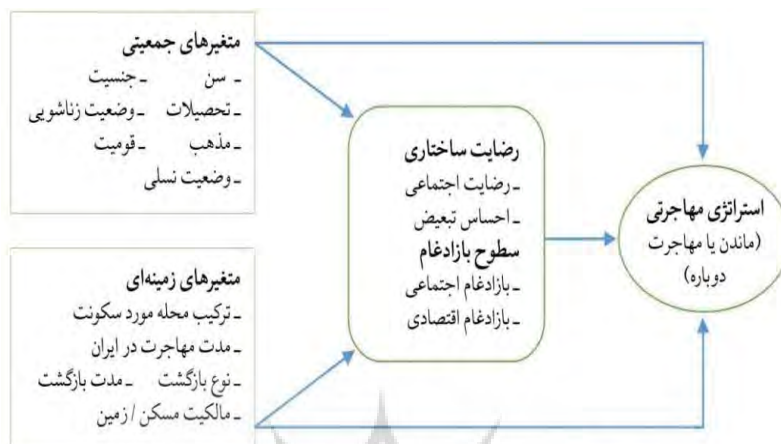 متغیرهای جمعیتی
ـ سن ـ جنسیت
ـ تحصیلات ـ وضعیت زناشویی
ـ مذهب ـ قومیت
ـ وضعیت نسلی
متغیرهای زمینه‌ای
ـ ترکیب محله مورد سکونت
ـ مدت مهاجرت در ایران
ـ نوع بازگشت ـ مدت بازگشت
ـ مالکیت مسکن / زمین
رضایت ساختاری
ـ رضایت اجتماعی
ـ احساس تبعیض
سطوح بازادغام
ـ بازادغام اجتماعی
ـ بازادغام اقتصادی
استراتژی مهاجرتی
(ماندن یا مهاجرت
دوباره)